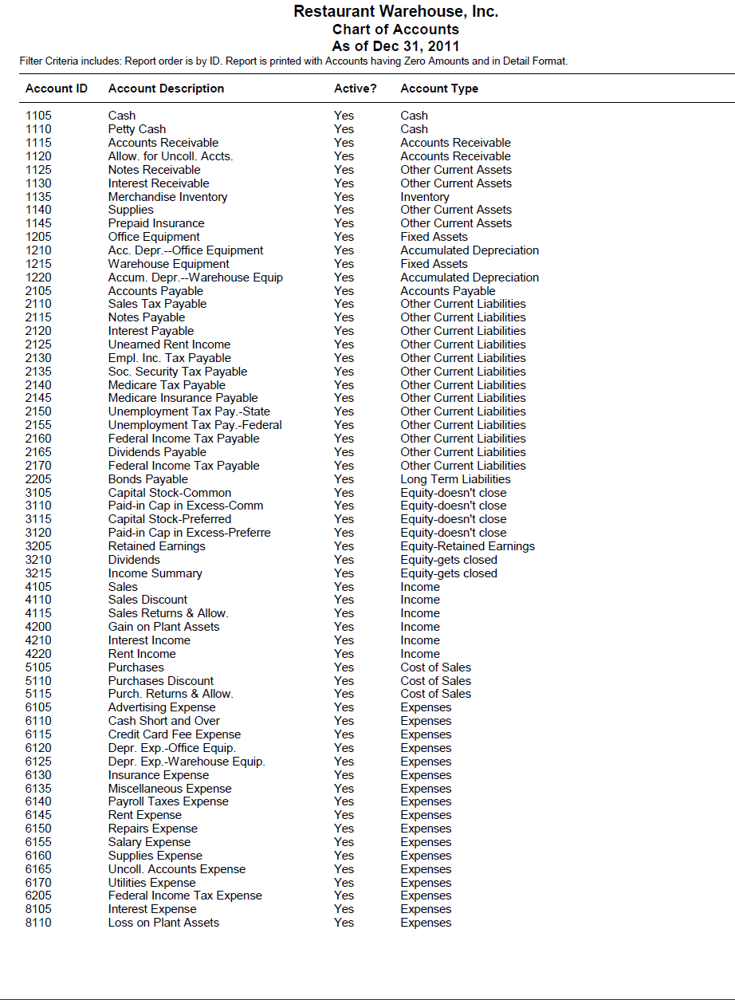 Restaurant Warehouse, Inc.
Chart of Accounts
As of Dec 31, 2011
Filter Criteria includes: Report order is by ID. Report is printed with Accounts having Zero Amounts and in Detail Format.
Account ID Account Description Active? Account Type
1105 Cash Yes Cash
1110 Petty Cash Yes Cash
1115 Accounts Receivable Yes Accounts Receivable
1120 Allow. for Uncoll. Accts. Yes Accounts Receivable
1125 Notes Receivable Yes Other Current Assets
1130 Interest Receivable Yes Other Current Assets
1135 Merchandise Inventory Yes Inventory
1140 Supplies Yes Other Current Assets
1145 Prepaid Insurance Yes Other Current Assets
1205 Office Equipment Yes Fixed Assets
1210 Acc. Depr.--Office Equipment Yes Accumulated Depreciation
1215 Warehouse Equipment Yes Fixed Assets
1220 Accum. Depr.--Warehouse Equip Yes Accumulated Depreciation
2105 Accounts Payable Yes Accounts Payable
2110 Sales Tax Payable Yes Other Current Liabilities
2115 Notes Payable Yes Other Current Liabilities
2120 Interest Payable Yes Other Current Liabilities
2125 Unearned Rent Income Yes Other Current Liabilities
2130 Empl. Inc. Tax Payable Yes Other Current Liabilities
2135 Soc. Security Tax Payable Yes Other Current Liabilities
2140 Medicare Tax Payable Yes Other Current Liabilities
2145 Medicare Insurance Payable Yes Other Current Liabilities
2150 Unemployment Tax Pay.-State Yes Other Current Liabilities
2155 Unemployment Tax Pay.-Federal Yes Other Current Liabilities
2160 Federal Income Tax Payable Yes Other Current Liabilities
2165 Dividends Payable Yes Other Current Liabilities
2170 Federal Income Tax Payable Yes Other Current Liabilities
2205 Bonds Payable Yes Long Term Liabilities
3105 Capital Stock-Common Yes Equity-doesn't close
3110 Paid-in Cap in Excess-Comm Yes Equity-doesn't close
3115 Capital Stock-Preferred Yes Equity-doesn't close
3120 Paid-in Cap in Excess-Preferre Yes Equity-doesn't close
3205 Retained Earnings Yes Equity-Retained Earnings
3210 Dividends Yes Equity-gets closed
3215 Income Summary Yes Equity-gets closed
4105 Sales Yes Income
4110 Sales Discount Yes Income
4115 Sales Returns & Allow. Yes Income
4200 Gain on Plant Assets Yes Income
4210 Interest Income Yes Income
4220 Rent Income Yes Income
5105 Purchases Yes Cost of Sales
5110 Purchases Discount Yes Cost of Sales
5115 Purch. Returns & Allow. Yes Cost of Sales
6105 Advertising Expense Yes Expenses
6110 Cash Short and Over Yes Expenses
6115 Credit Card Fee Expense Yes Expenses
6120 Depr. Exp.-Office Equip. Yes Expenses
6125 Depr. Exp.-Warehouse Equip. Yes Expenses
6130 Insurance Expense Yes Expenses
6135 Miscellaneous Expense Yes Expenses
6140 Payroll Taxes Expense Yes Expenses
6145 Rent Expense Yes Expenses
6150 Repairs Expense Yes Expenses
6155 Salary Expense Yes Expenses
6160 Supplies Expense Yes Expenses
6165 Uncoll. Accounts Expense Yes Expenses
6170 Utilities Expense Yes Expenses
6205 Federal Income Tax Expense Yes Expenses
8105 Interest Expense Yes Expenses
8110 Loss on Plant Assets Yes Expenses